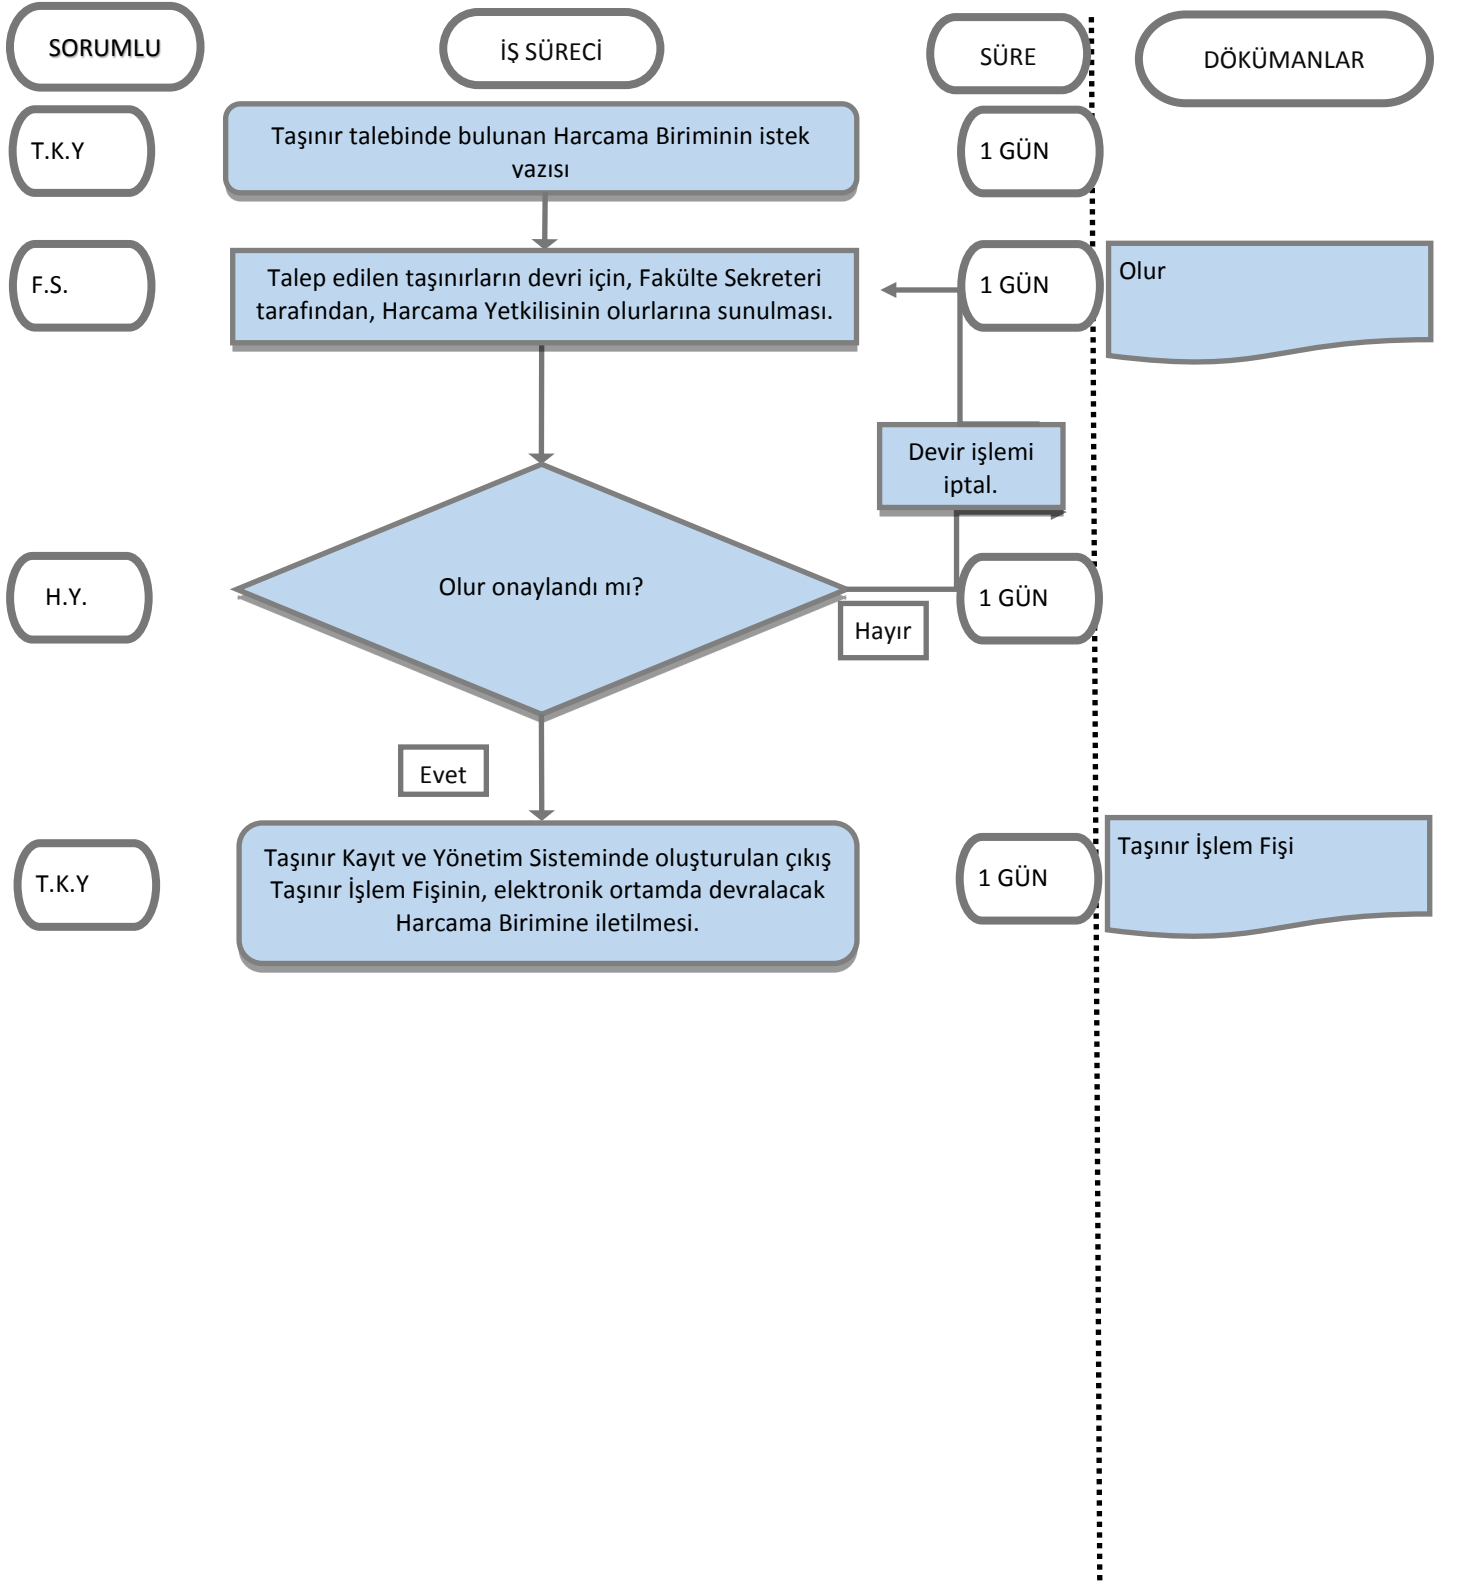 SORUMLU
İŞ SÜRECİ
SÜRE
DÖKÜMANLAR
T.K.Y
Taşınır talebinde bulunan Harcama Biriminin istek
vazısı
1 GÜN
F.S.
Talep edilen taşınırların devri için, Fakülte Sekreteri
tarafından, Harcama Yetkilisinin olurlarına sunulması.
1 GÜN
Olur
Devir işlemi
iptal.
H.Y.
Olur onaylandı mı?
1 GÜN
Hayır
Evet
T.K.Y
Taşınır Kayıt ve Yönetim Sisteminde oluşturulan çıkış
Taşınır İşlem Fişinin, elektronik ortamda devralacak
Harcama Birimine iletilmesi.
1 GÜN
Taşınır İşlem Fişi